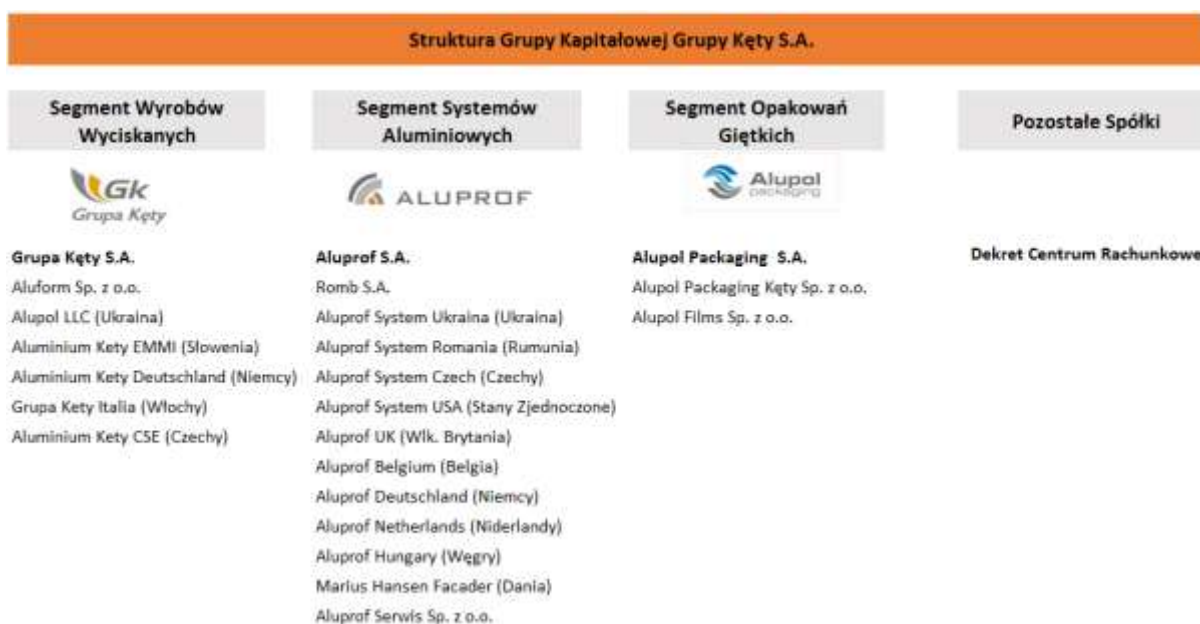 Struktura Grupy Kapitałowej Grupy Kęty S.A.
Segment Wyrobów
Wyciskanych
Gk
Grupa Kęty
Grupa Kęty S.A.
Aluform Sp. z o.o.
Alupol LLC (Ukraina)
Aluminium Kety EMMI (Słowenia)
Aluminium Kety Deutschland (Niemcy)
Grupa Kety Italia (Włochy)
Aluminium Kety CSE (Czechy)
Segment Systemów
Aluminiowych
ALUPROF
Aluprof S.A.
Romb S.A.
Aluprof System Ukraina (Ukraina)
Aluprof System Romania (Rumunia)
Aluprof System Czech (Czechy)
Aluprof System USA (Stany Zjednoczone)
Aluprof UK (Wlk. Brytania)
Aluprof Belgium (Belgia)
Aluprof Deutschland (Niemcy)
Aluprof Netherlands (Niderlandy)
Aluprof Hungary (Węgry)
Marius Hansen Facader (Dania)
Aluprof Serwis Sp. z o.o.
Segment Opakowań
Giętkich
Alupol
packaging
Alupol Packaging S.A.
Alupol Packaging Kęty Sp. z o.o.
Alupol Films Sp. z o.o.
Pozostałe Spółki
Dekret Centrum Rachunkowe